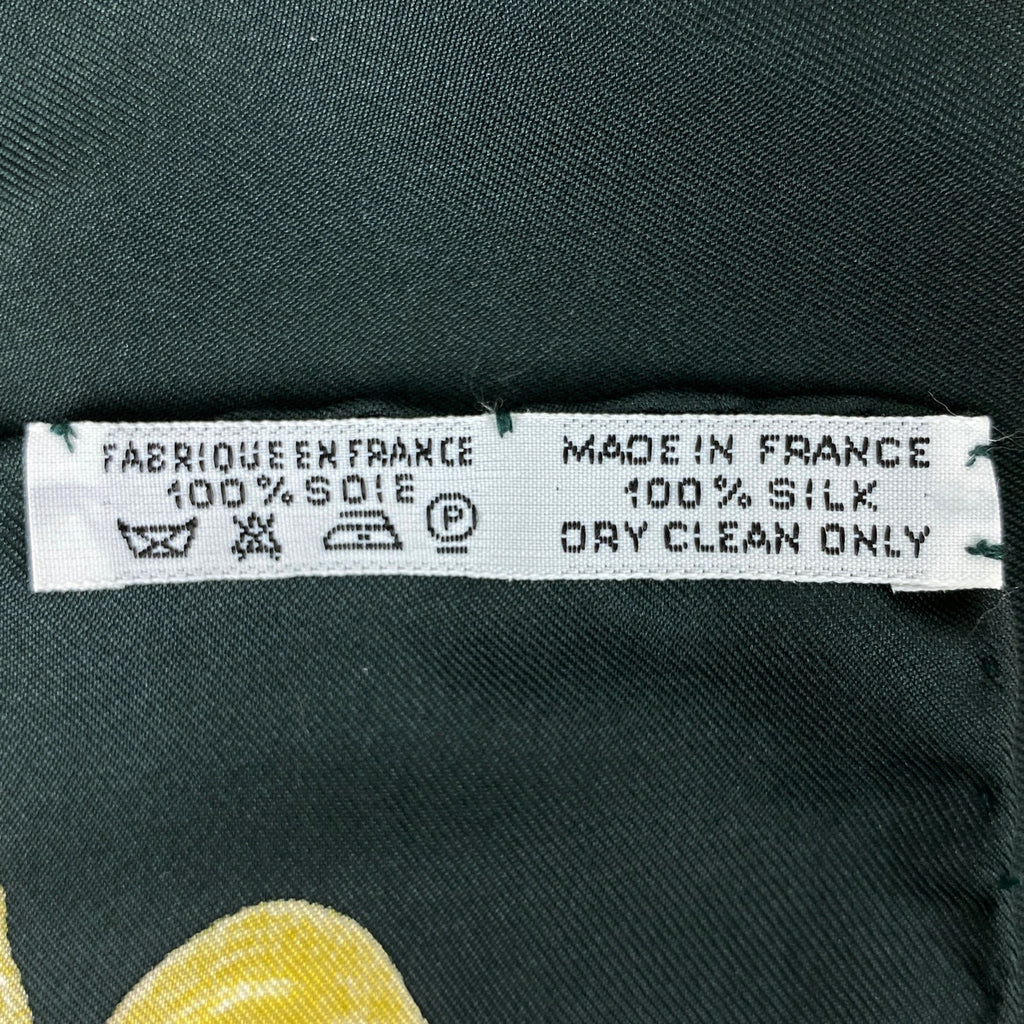 FABRIQUE EN FRANCE
100% SOIE
P
MADE IN FRANCE
100% SILK
DRY CLEAN ONLY